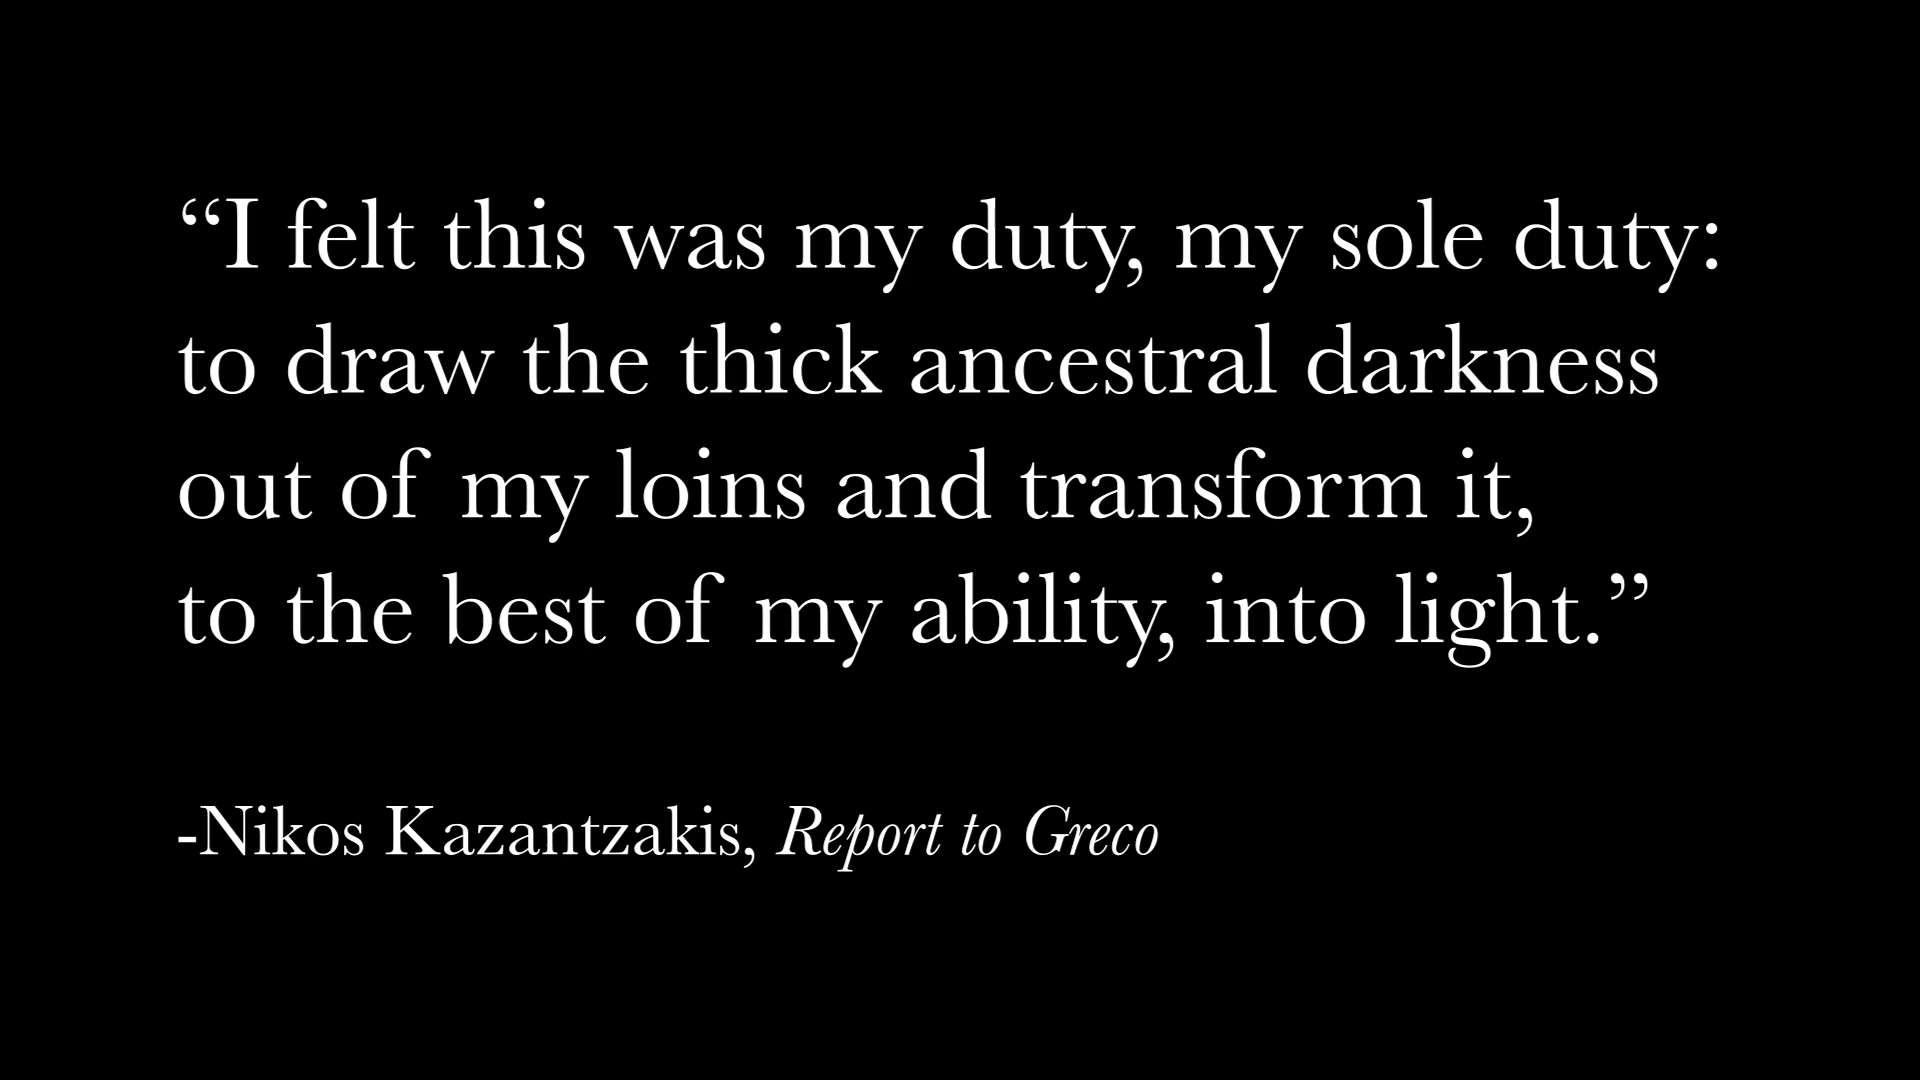 “I felt this was my duty, my sole duty:
to draw the thick ancestral darkness
out of my loins and transform it,
to the best of my ability, into light.”
-Nikos Kazantzakis, Report to Greco